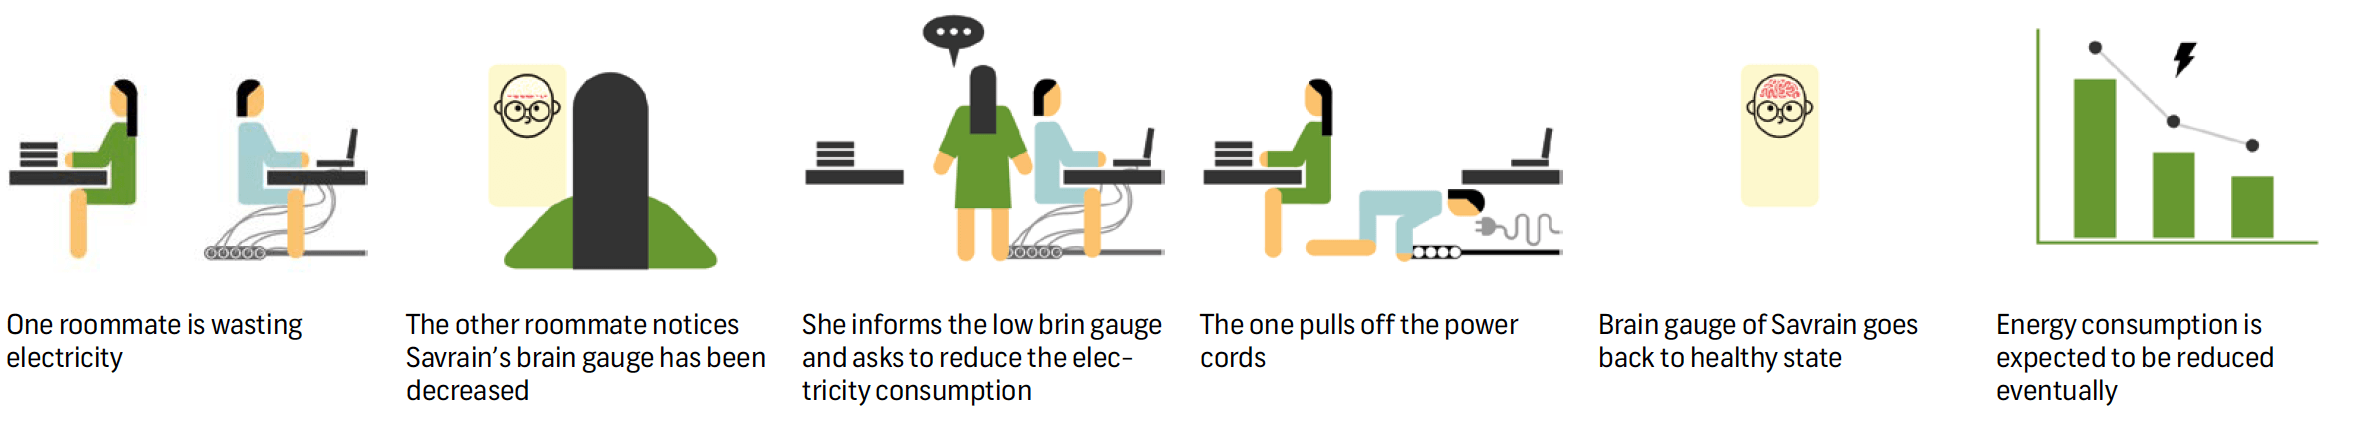 One roommate is wasting
electricity
The other roommate notices
Savrain's brain gauge has been
decreased
She informs the low brin gauge
and asks to reduce the elec-
tricity consumption
The one pulls off the power
cords
Brain gauge of Savrain goes
back to healthy state
Energy consumption is
expected to be reduced
eventually